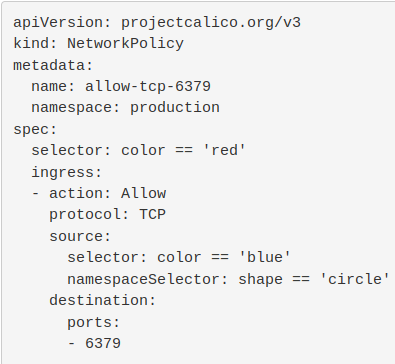 apiVersion: projectcalico.org/v3
kind: NetworkPolicy
metadata:
  name: allow-tcp-6379
  namespace: production
spec:
  selector: color == 'red'
  ingress:
  - action: Allow
    protocol: TCP
    source:
      selector: color == 'blue'
      namespaceSelector: shape == 'circle'
    destination:
      ports:
      - 6379